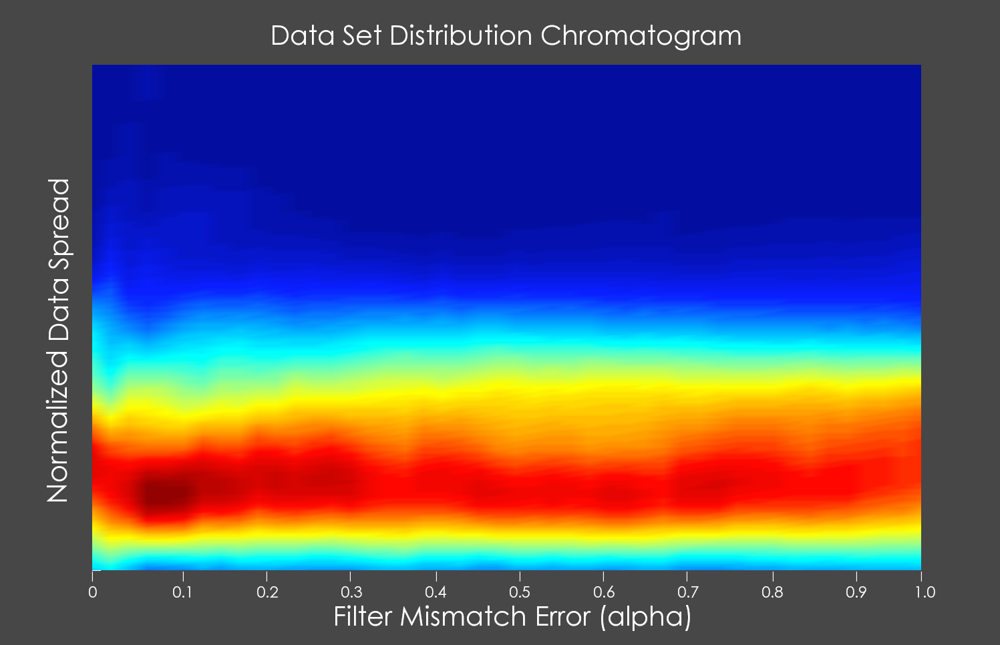 Data Set Distribution Chromatogram
Normalized Data Spread
0 0.1 0.2 0.3 0.4 0.5 0.6 0.7 0.8 0.9 1.0
Filter Mismatch Error (alpha)